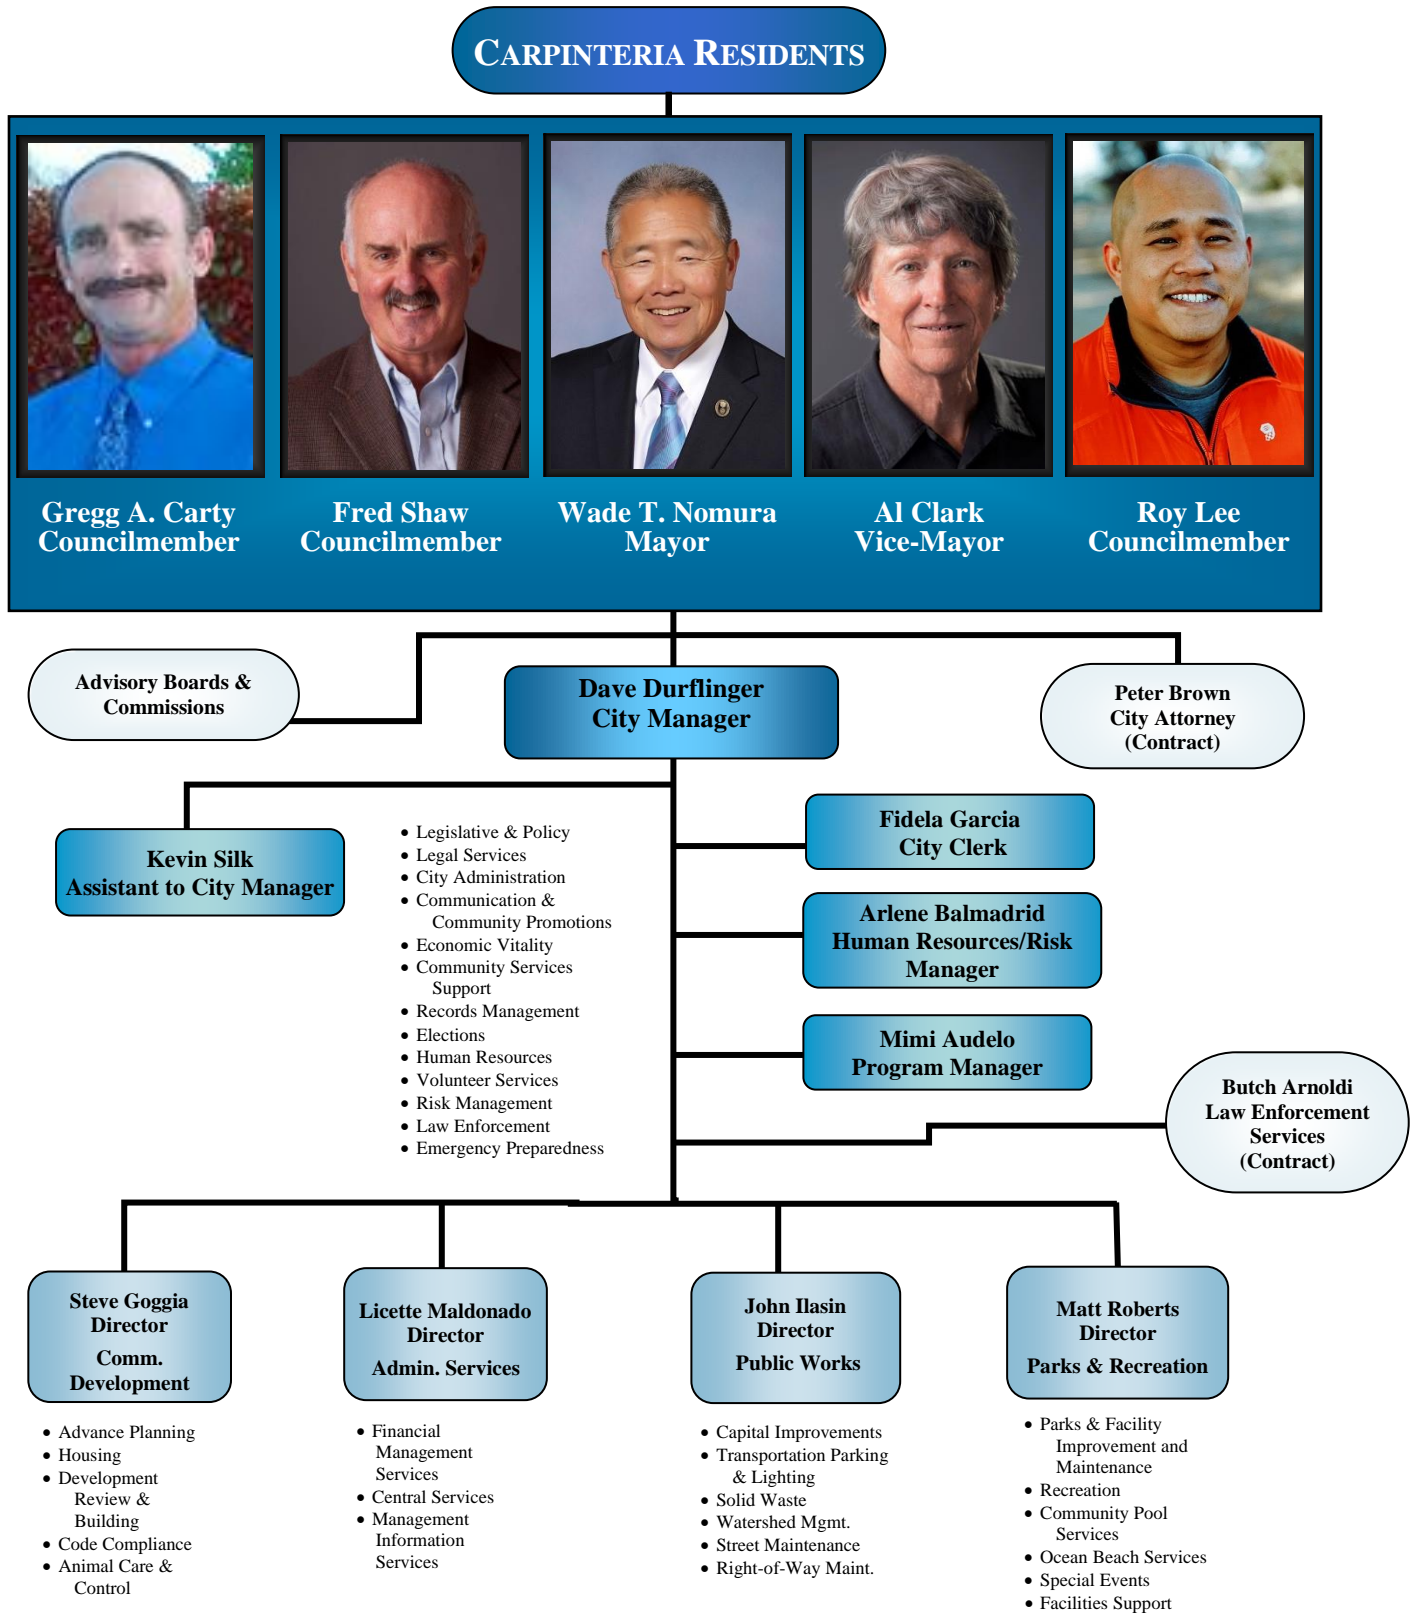 CARPINTERIA RESIDENTS
Gregg A. Carty
Councilmember
Fred Shaw
Councilmember
Wade T. Nomura
Mayor
Al Clark
Vice-Mayor
Roy Lee
Councilmember
Advisory Boards &
Commissions
Dave Durflinger
City Manager
Peter Brown
City Attorney
(Contract)
Kevin Silk
Assistant to City Manager
• Legislative & Policy
• Legal Services
• City Administration
• Communication &
Community Promotions
• Economic Vitality
• Community Services
Support
• Records Management
• Elections
• Human Resources
• Volunteer Services
• Risk Management
• Law Enforcement
• Emergency Preparedness
Fidela Garcia
City Clerk
Arlene Balmadrid
Human Resources/Risk
Manager
Mimi Audelo
Program Manager
Butch Arnoldi
Law Enforcement
Services
(Contract)
Steve Goggia
Director
Comm.
Development
• Advance Planning
• Housing
• Development
Review &
Building
• Code Compliance
• Animal Care &
Control
Licette Maldonado
Director
Admin. Services
• Financial
Management
Services
• Central Services
• Management
Information
Services
John Ilasin
Director
Public Works
• Capital Improvements
• Transportation Parking
& Lighting
• Solid Waste
• Watershed Mgmt.
• Street Maintenance
• Right-of-Way Maint.
Matt Roberts
Director
Parks & Recreation
• Parks & Facility
Improvement and
Maintenance
• Recreation
• Community Pool
Services
• Ocean Beach Services
• Special Events
• Facilities Support